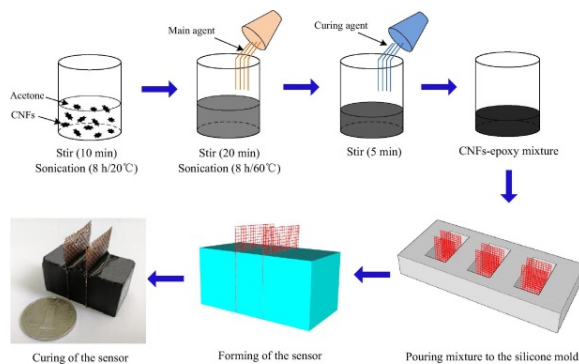 Main agent
Curing agent
Acetone
CNFs
Stir (10 min)
Sonication (8 h/20℃)
Stir (20 min)
Sonication (8 h/60℃)
Stir (5 min)
CNFs-epoxy mixture
Curing of the sensor
Forming of the sensor
Pouring mixture to the silicone mold